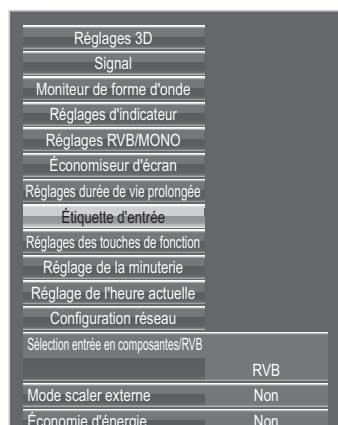 Réglages 3D
Signal
Moniteur de forme d'onde
Réglages d'indicateur
Réglages RVB/MONO
Économiseur d'écran
Réglages durée de vie prolongée
Étiquette d'entrée
Réglages des touches de fonction
Réglage de la minuterie
Réglage de l'heure actuelle
Configuration réseau
Sélection entrée en composantes/RVB
RVB
Mode scaler externe Non
Économie d'énergie Non